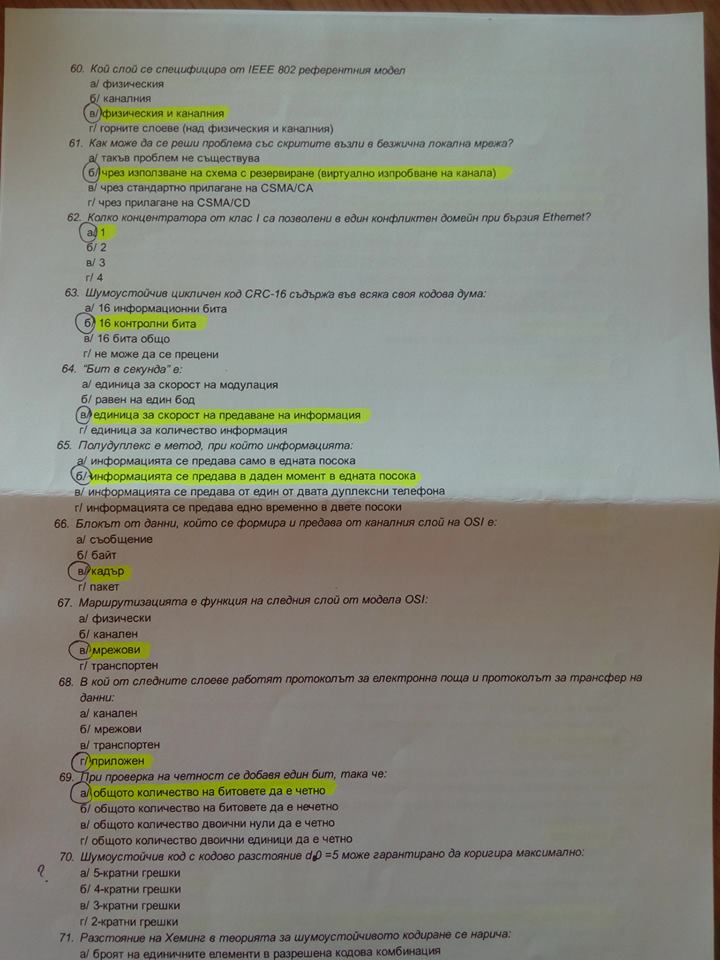 60. Кой слой се специфицира от IEEE 802 референтния модел
а/ физическия
б/ каналния
в/ физическия и каналния
г/ горните слоеве (над физическия и каналния)
61. Как може да се реши проблема със скритите възли в безжична локална мрежа?
а/ такъв проблем не съществува
б/ чрез използване на схема с резервиране (виртуално изпробване на канала)
в/ чрез стандартно прилагане на CSMA/CA
г/ чрез прилагане на CSMA/CD
62. Колко концентратора от клас I са позволени в един конфликтен домейн при бързия Ethernet?
а/ 1
б/ 2
в/ 3
г/ 4
63. Шумоустойчив цикличен код CRC-16 съдържа във всяка своя кодова дума:
а/ 16 информационни бита
б/ 16 контролни бита
в/ 16 бита общо
г/ не може да се прецени
64. "Бит в секунда" е:
а/ единица за скорост на модулация
б/ равен на един бод
в/ единица за скорост на предаване на информация
г/ единица за количество информация
65. Полудуплекс е метод, при който информацията:
а/ информацията се предава само в едната посока
б/ информацията се предава в даден момент в едната посока
в/ информацията се предава от един от двата дуплексни телефона
г/ информацията се предава едно временно в двете посоки
66. Блокът от данни, който се формира и предава от каналния слой на OSI е:
а/ съобщение
б/ байт
в/ кадър
г/ пакет
67. Маршрутизацията е функция на следния слой от модела OSI:
а/ физически
б/ канален
в/ мрежови
г/ транспортен
68. В кой от следните слоеве работят протоколът за електронна поща и протоколът за трансфер на
данни:
а/ канален
б/ мрежови
в/ транспортен
г/ приложен
69. При проверка на четност се добавя един бит, така че:
а/ общото количество на битовете да е четно
б/ общото количество на битовете да е нечетно
в/ общото количество двоични нули да е четно
г/ общото количество двоични единици да е четно
70. Шумоустойчив код с кодово разстояние d,0 =5 може гарантирано да коригира максимално:
?
а/ 5-кратни грешки
б/ 4-кратни грешки
в/ 3-кратни грешки
г/ 2-кратни грешки
71. Разстояние на Хеминг в теорията за шумоустойчивото кодиране се нарича:
а/ броят на единичните елементи в разрешена кодова комбинация